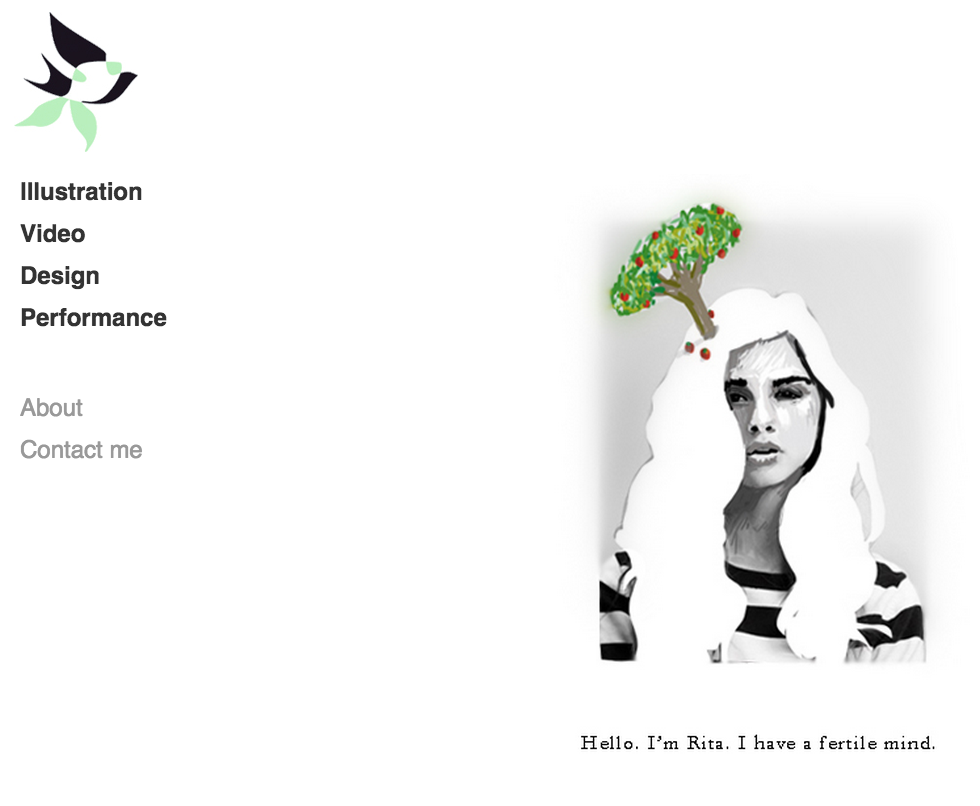 Illustration
Video
Design
Performance
About
Contact me
Hello. I'm Rita. I have a fertile mind.